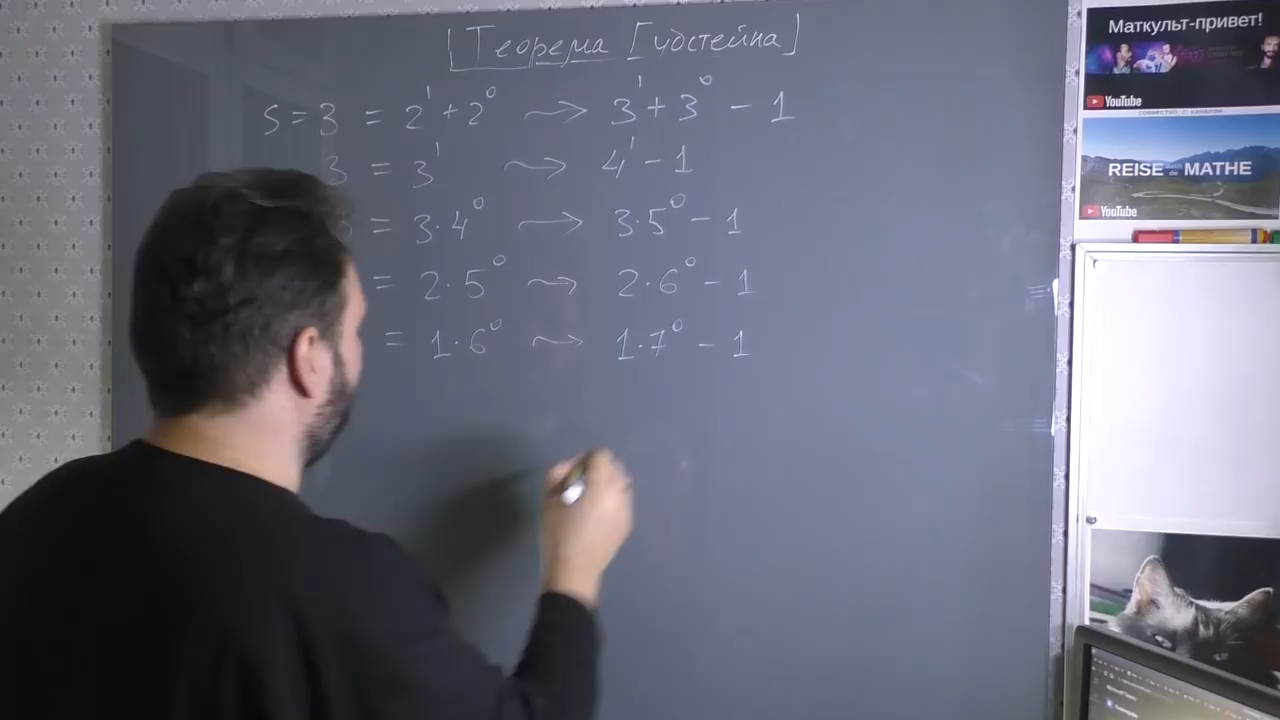 Теорема Гудстейна
S = 3 = 2¹ + 2⁰ ⇝ 3¹ + 3⁰ − 1
3 = 3¹ ⇝ 4¹ − 1
= 3·4⁰ ⇝ 3·5⁰ − 1
= 2·5⁰ ⇝ 2·6⁰ − 1
= 1·6⁰ ⇝ 1·7⁰ − 1
Маткульт-привет!
YouTube
REISE MATHE
YouTube